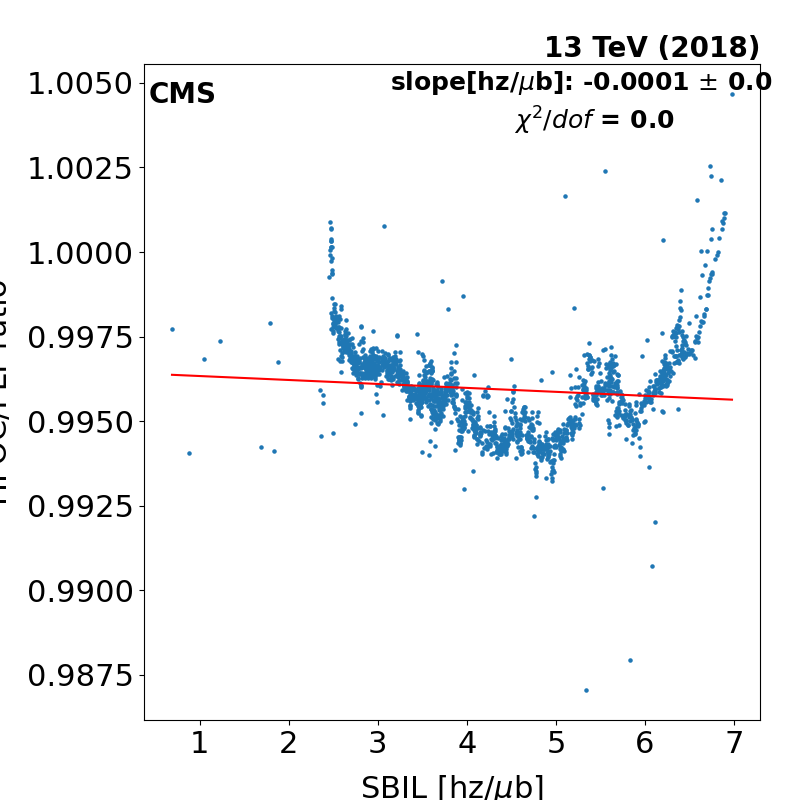 13 TeV (2018)
CMS
slope[hz/μb]: -0.0001 ± 0.0
χ²/dof = 0.0
1.0050
1.0025
1.0000
0.9975
0.9950
0.9925
0.9900
0.9875
1 2 3 4 5 6 7
SBIL [hz/μb]
ratio